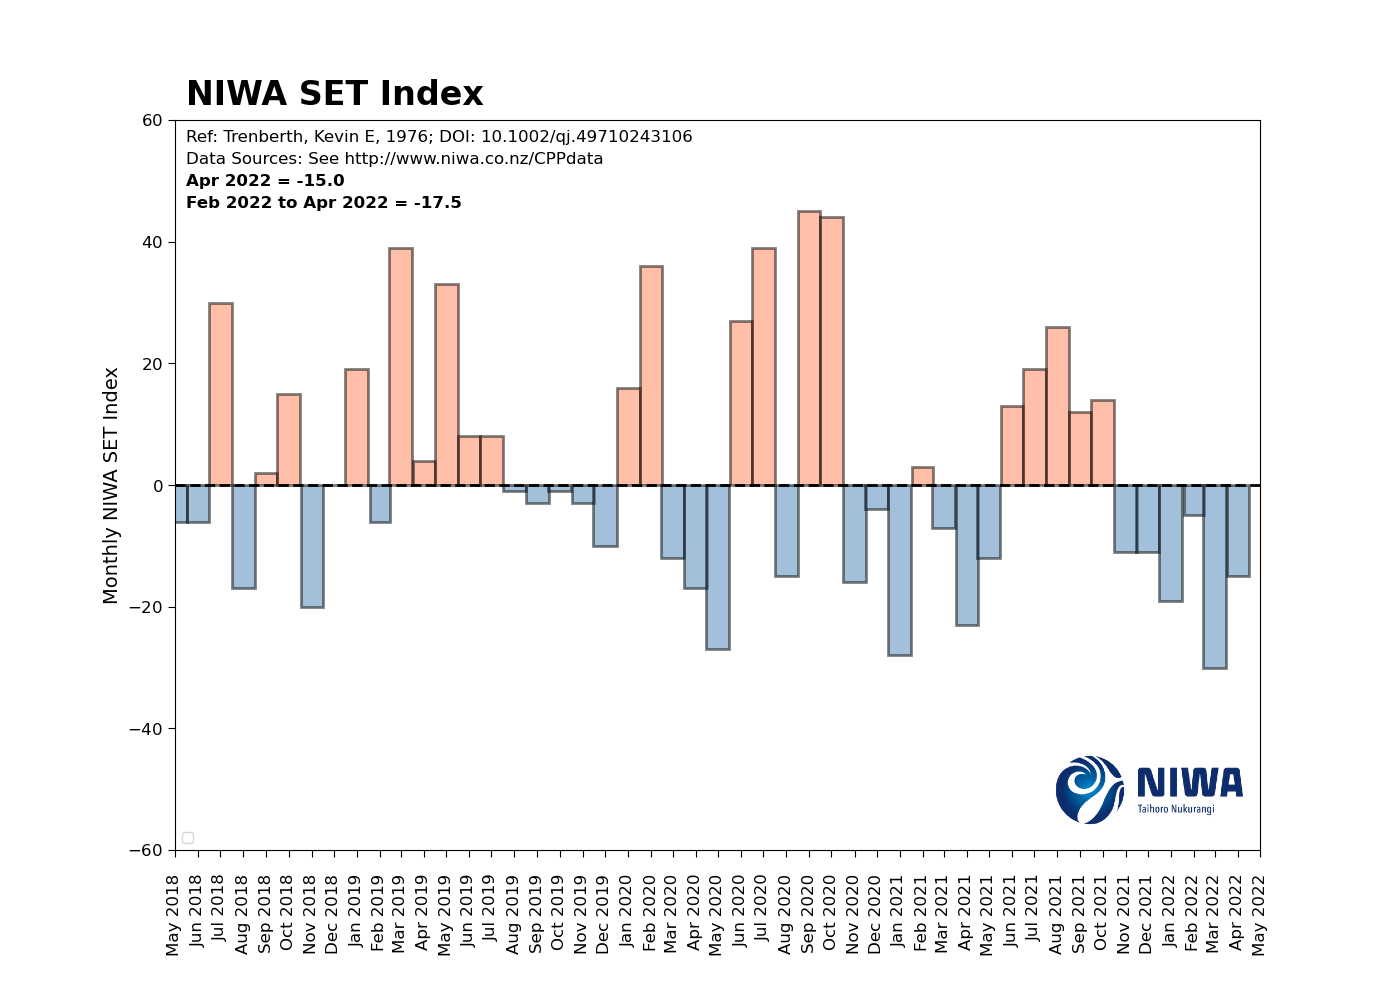 NIWA SET Index
Ref: Trenberth, Kevin E, 1976; DOI: 10.1002/qj.49710243106
Data Sources: See http://www.niwa.co.nz/CPPdata
Apr 2022 = -15.0
Feb 2022 to Apr 2022 = -17.5
Monthly NIWA SET Index
60
40
20
0
−20
−40
−60
NIWA
Taihoro Nukurangi
May 2018
Jun 2018
Jul 2018
Aug 2018
Sep 2018
Oct 2018
Nov 2018
Dec 2018
Jan 2019
Feb 2019
Mar 2019
Apr 2019
May 2019
Jun 2019
Jul 2019
Aug 2019
Sep 2019
Oct 2019
Nov 2019
Dec 2019
Jan 2020
Feb 2020
Mar 2020
Apr 2020
May 2020
Jun 2020
Jul 2020
Aug 2020
Sep 2020
Oct 2020
Nov 2020
Dec 2020
Jan 2021
Feb 2021
Mar 2021
Apr 2021
May 2021
Jun 2021
Jul 2021
Aug 2021
Sep 2021
Oct 2021
Nov 2021
Dec 2021
Jan 2022
Feb 2022
Mar 2022
Apr 2022
May 2022